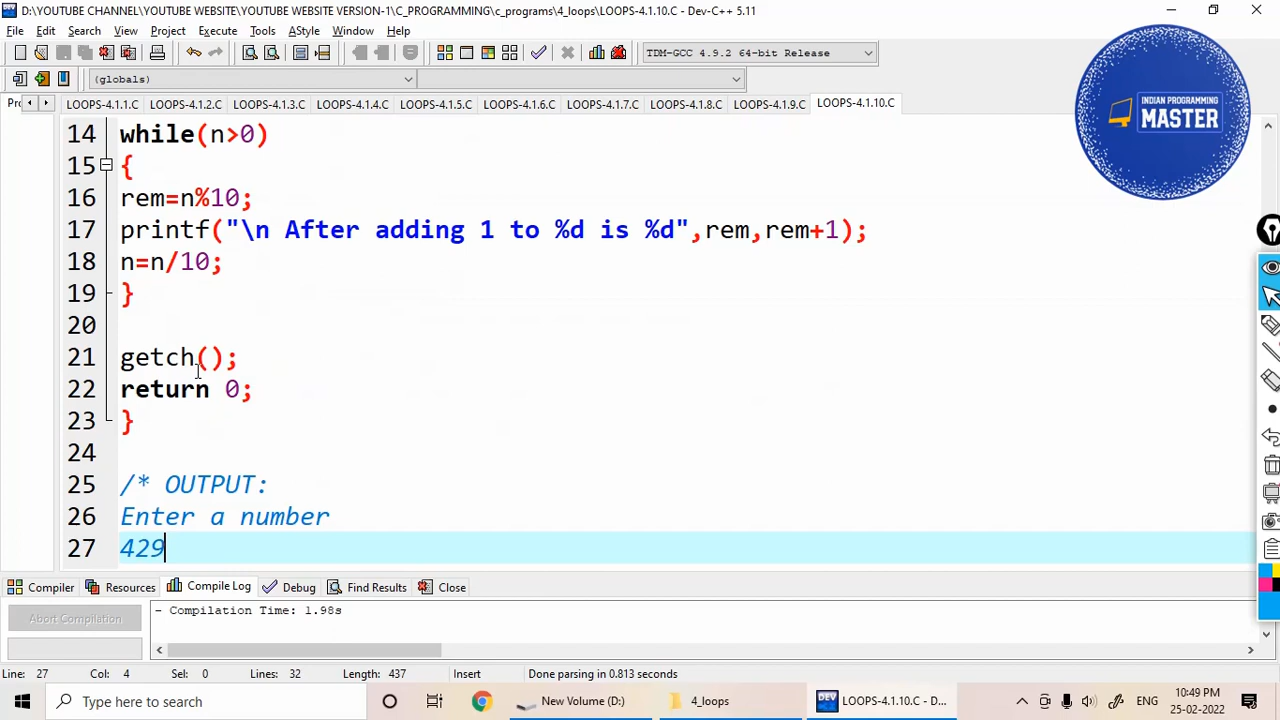 D:\YOUTUBE CHANNEL\YOUTUBE WEBSITE\YOUTUBE WEBSITE VERSION-1\C_PROGRAMMING\c_programs\4_loops\LOOPS-4.1.10.C - Dev-C++ 5.11
File Edit Search View Project Execute Tools AStyle Window Help
TDM-GCC 4.9.2 64-bit Release
(globals)
INDIAN PROGRAMMING
MASTER
LOOPS-4.1.1.C LOOPS-4.1.2.C LOOPS-4.1.3.C LOOPS-4.1.4.C LOOPS-4.1.5.C LOOPS-4.1.6.C LOOPS-4.1.7.C LOOPS-4.1.8.C LOOPS-4.1.9.C LOOPS-4.1.10.C
14 while(n>0)
15 {
16 rem=n%10;
17 printf("\n After adding 1 to %d is %d",rem,rem+1);
18 n=n/10;
19 }
20
21 getch();
22 return 0;
23 }
24
25 /* OUTPUT:
26 Enter a number
27 429
Compiler Resources Compile Log Debug Find Results Close
Abort Compilation
- Compilation Time: 1.98s
Line: 27 Col: 4 Sel: 0 Lines: 32 Length: 437 Insert Done parsing in 0.813 seconds
Type here to search
New Volume (D:)
4_loops
DEV
LOOPS-4.1.10.C - D...
ENG
10:49 PM
25-02-2022